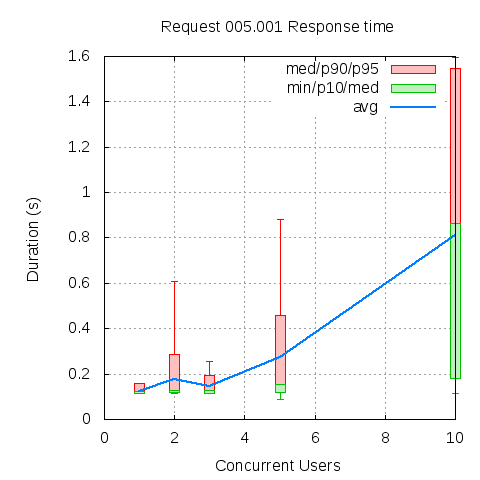 Request 005.001 Response time
med/p90/p95
min/p10/med
avg
1.6
1.4
1.2
1
0.8
0.6
0.4
0.2
0
Duration (s)
0 2 4 6 8 10
Concurrent Users